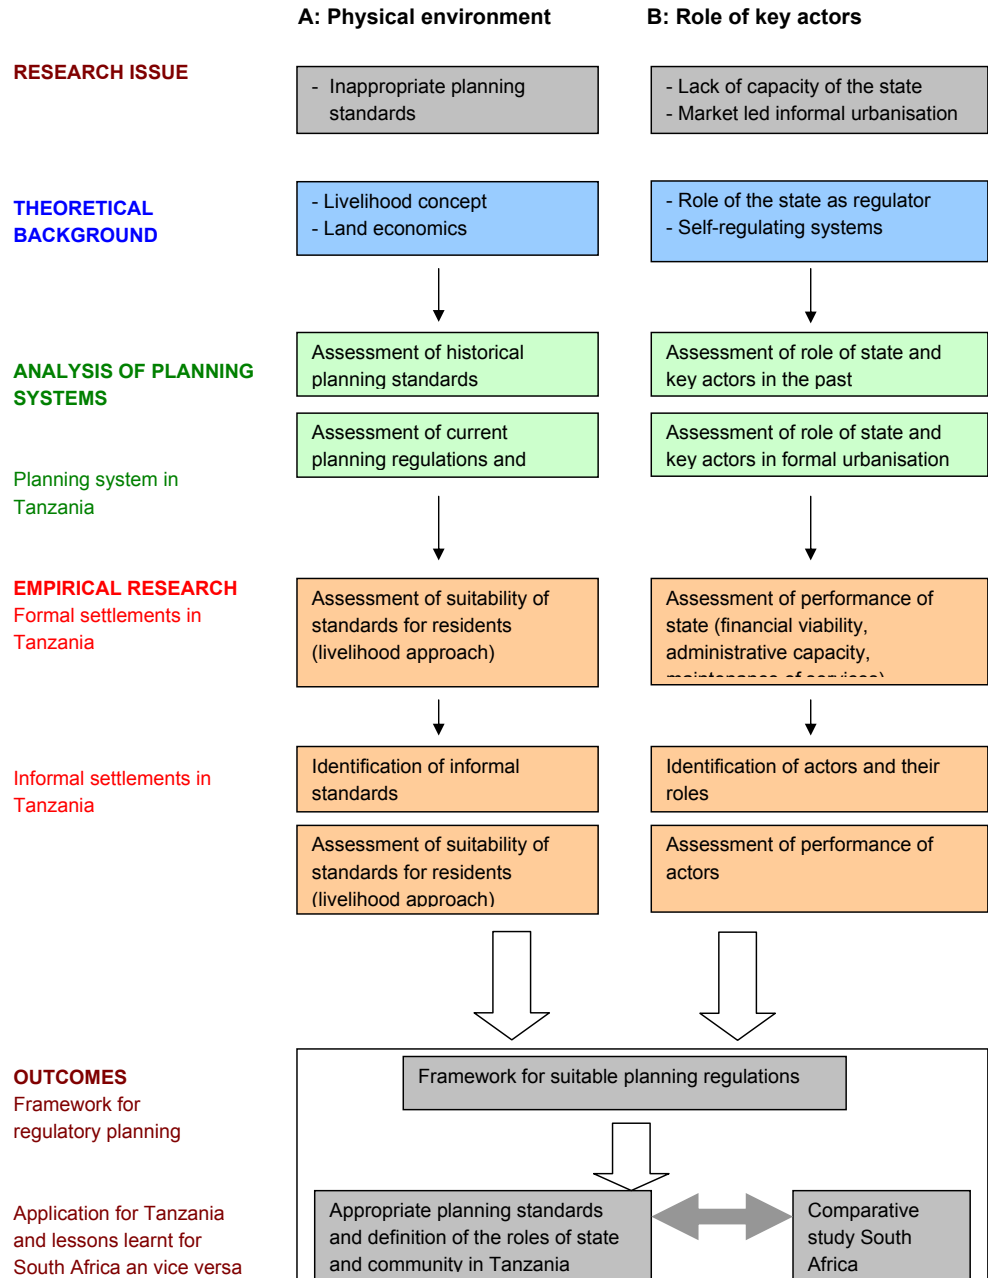 A: Physical environment
B: Role of key actors
RESEARCH ISSUE
- Inappropriate planning
standards
- Lack of capacity of the state
- Market led informal urbanisation
THEORETICAL
BACKGROUND
- Livelihood concept
- Land economics
- Role of the state as regulator
- Self-regulating systems
ANALYSIS OF PLANNING
SYSTEMS
Planning system in
Tanzania
Assessment of historical
planning standards
Assessment of role of state and
key actors in the past
Assessment of current
planning regulations and
Assessment of role of state and
key actors in formal urbanisation
EMPIRICAL RESEARCH
Formal settlements in
Tanzania
Assessment of suitability of
standards for residents
(livelihood approach)
Assessment of performance of
state (financial viability,
administrative capacity,
maintenance of services)
Informal settlements in
Tanzania
Identification of informal
standards
Identification of actors and their
roles
Assessment of suitability of
standards for residents
(livelihood approach)
Assessment of performance of
actors
OUTCOMES
Framework for
regulatory planning
Framework for suitable planning regulations
Application for Tanzania
and lessons learnt for
South Africa an vice versa
Appropriate planning standards
and definition of the roles of state
and community in Tanzania
Comparative
study South
Africa